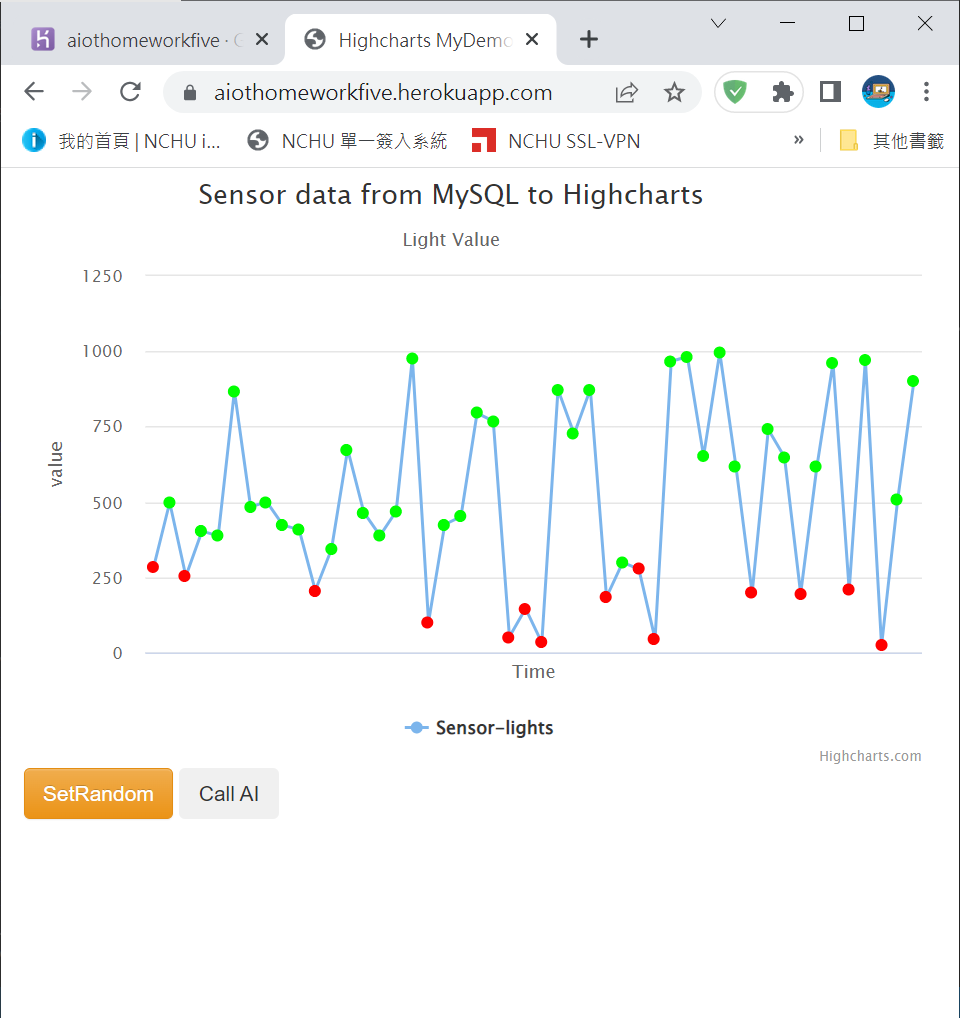 aiothomeworkfive · G
Highcharts MyDemo
aiothomeworkfive.herokuapp.com
我的首頁 | NCHU i...
NCHU 單一簽入系統
NCHU SSL-VPN
»
其他書籤
Sensor data from MySQL to Highcharts
Light Value
1250
1000
750
500
250
0
value
Time
Sensor-lights
Highcharts.com
SetRandom
Call AI